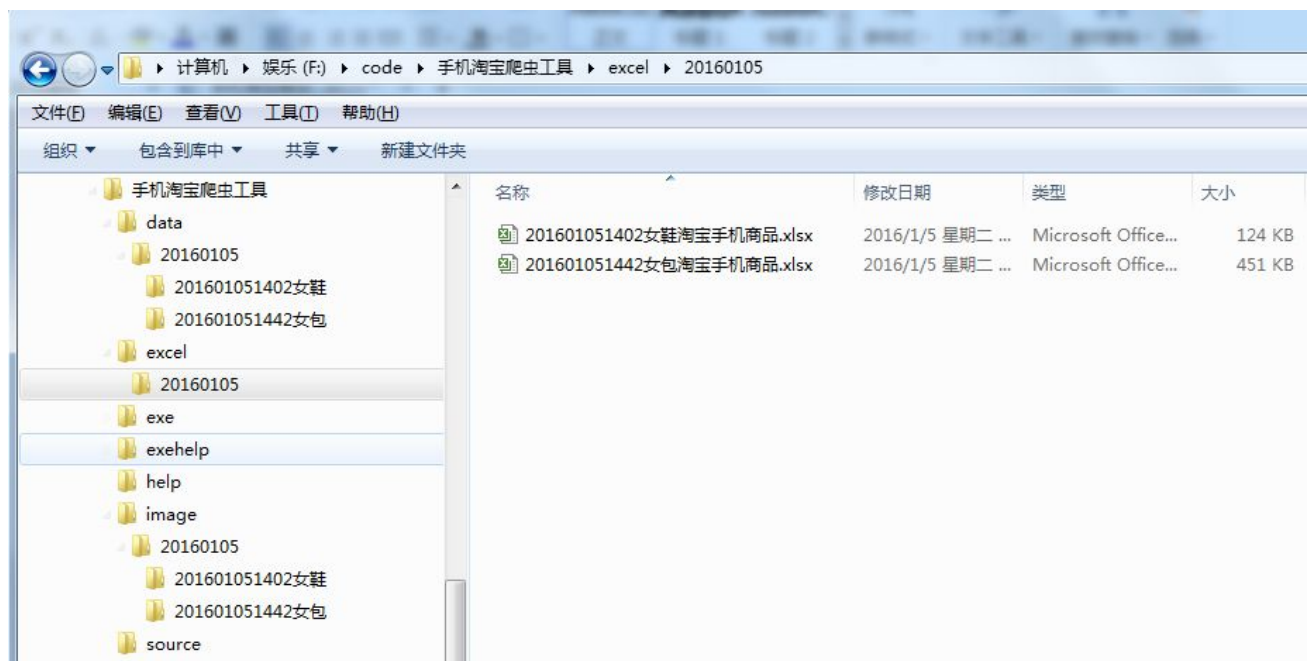 计算机 娱乐 (F:) code 手机淘宝爬虫工具 excel 20160105
文件(F) 编辑(E) 查看(V) 工具(T) 帮助(H)
组织 包含到库中 共享 新建文件夹
手机淘宝爬虫工具
data
20160105
201601051402女鞋
201601051442女包
excel
20160105
exe
exehelp
help
image
20160105
201601051402女鞋
201601051442女包
source
名称 修改日期 类型 大小
201601051402女鞋淘宝手机商品.xlsx 2016/1/5 星期二 ... Microsoft Office... 124 KB
201601051442女包淘宝手机商品.xlsx 2016/1/5 星期二 ... Microsoft Office... 451 KB